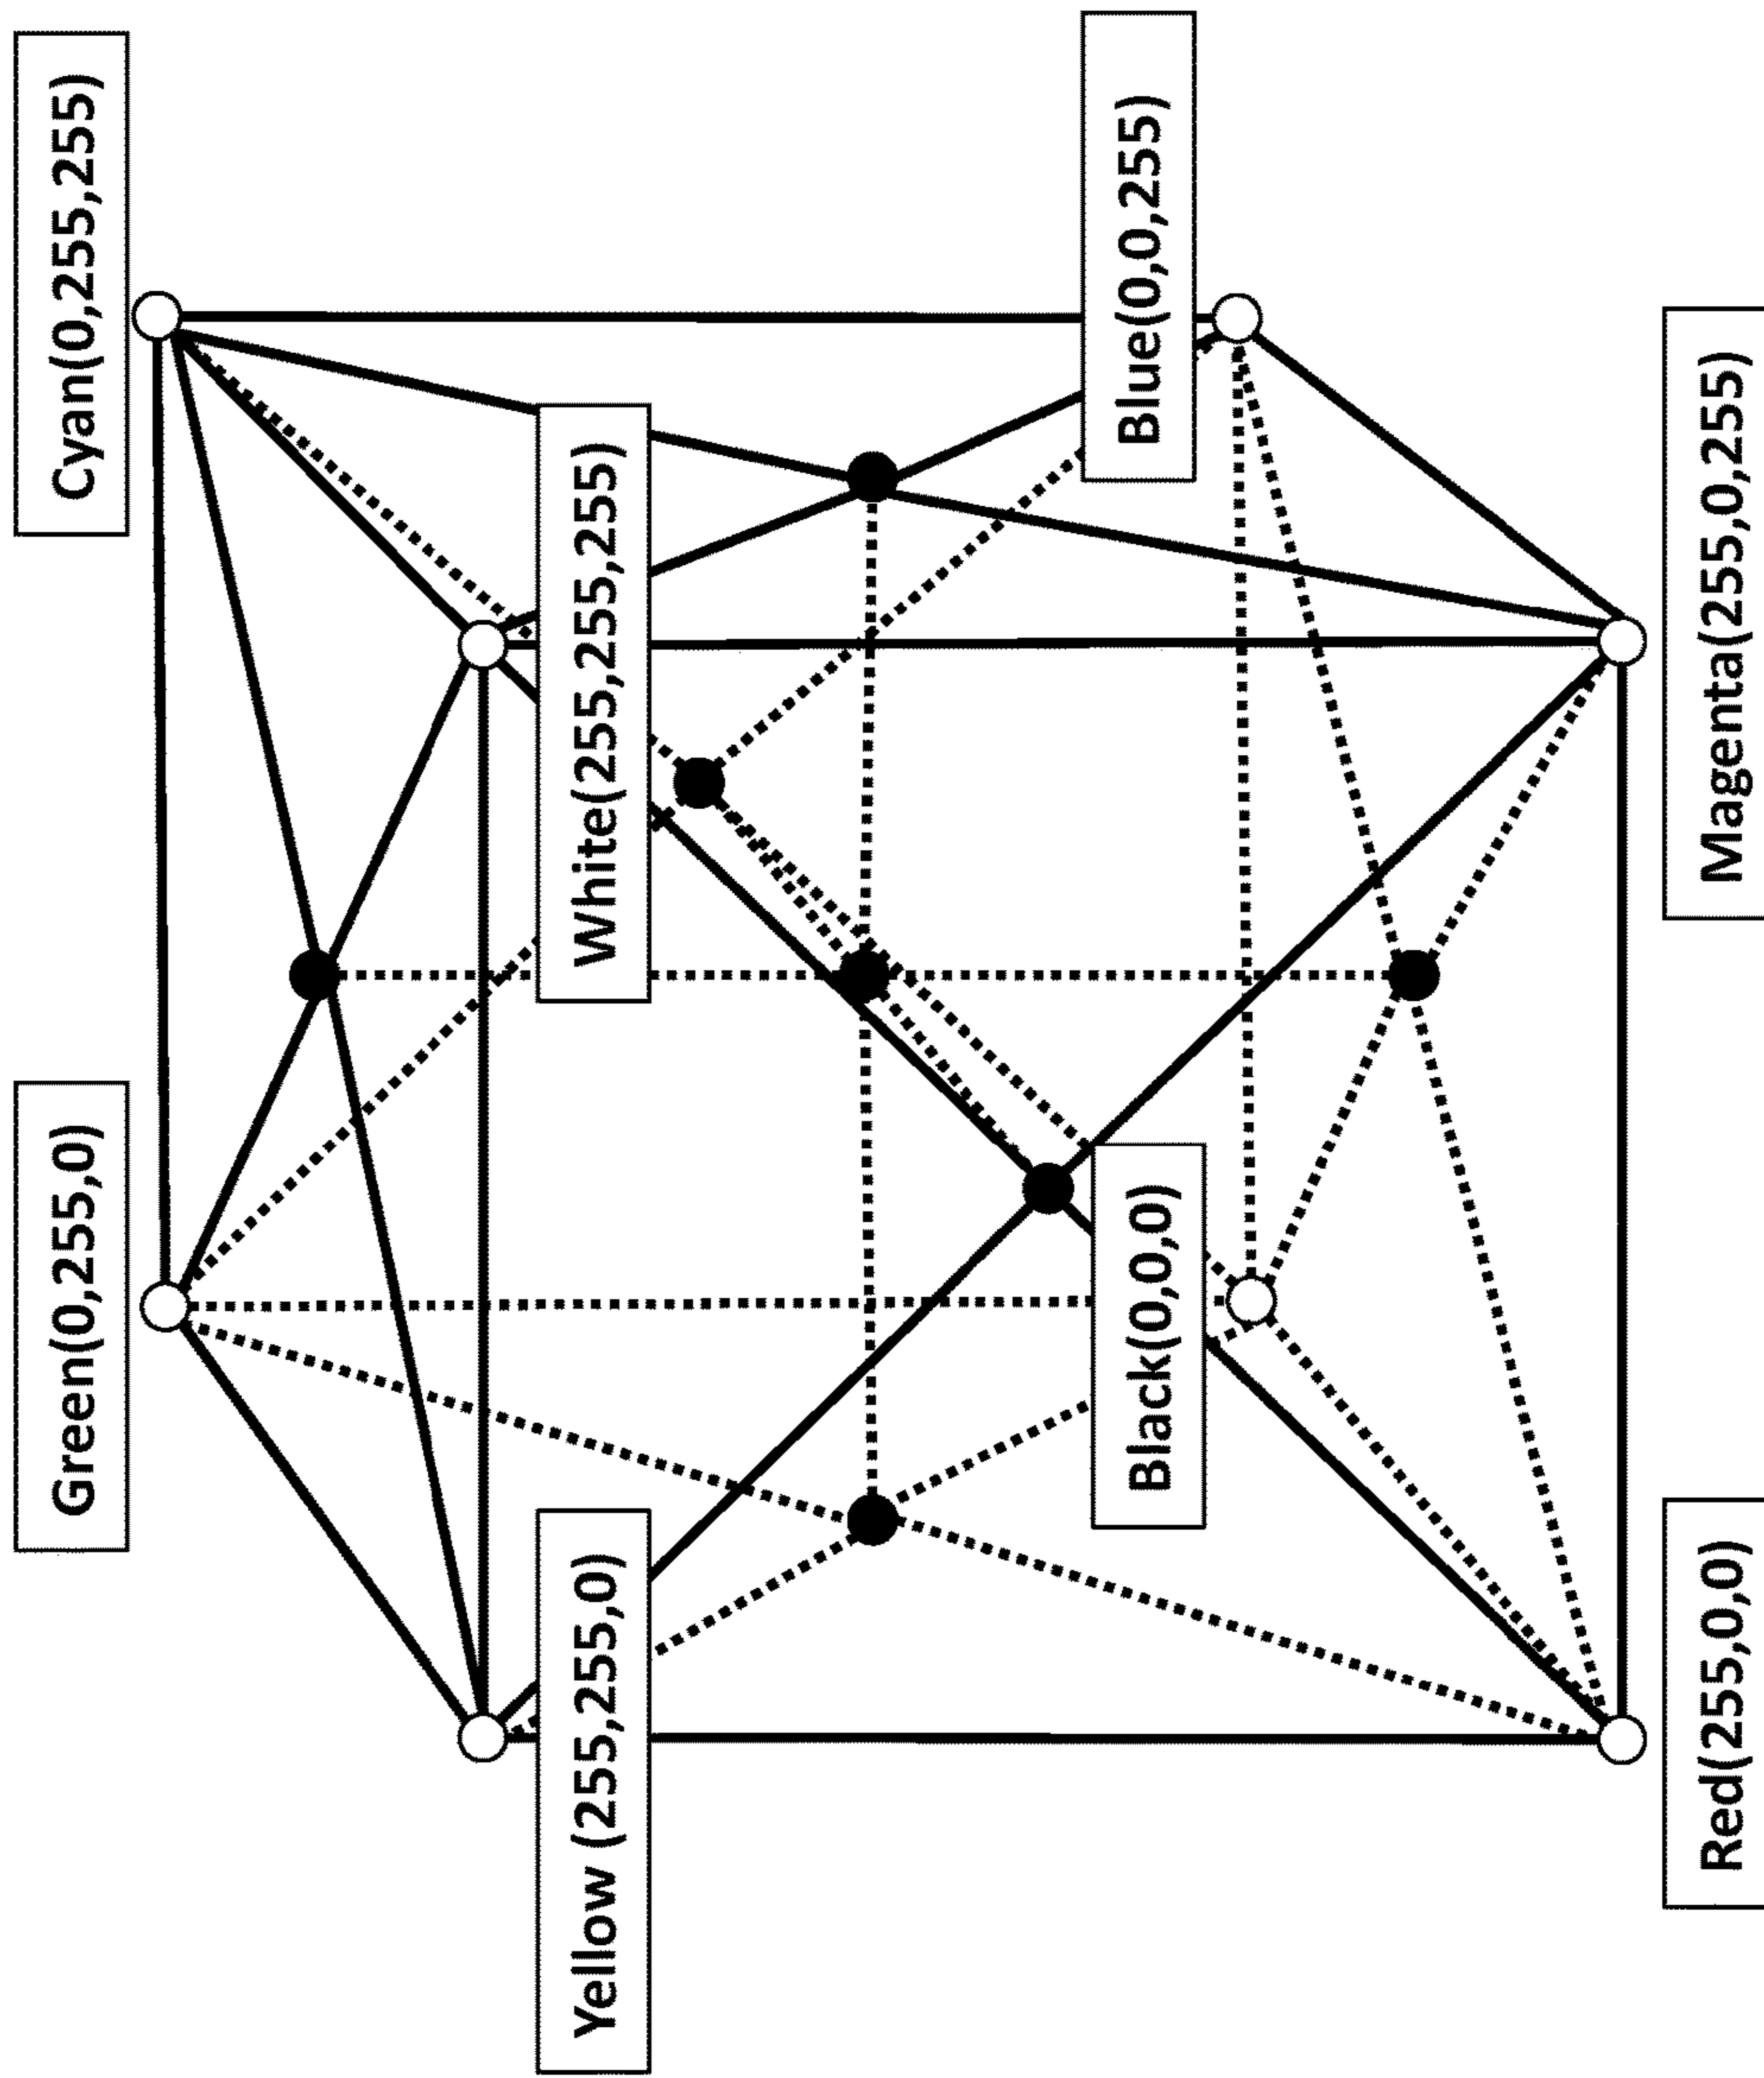 Green(0,255,0)
Cyan(0,255,255)
Yellow (255,255,0)
White(255,255,255)
Black(0,0,0)
Blue(0,0,255)
Red(255,0,0)
Magenta(255,0,255)